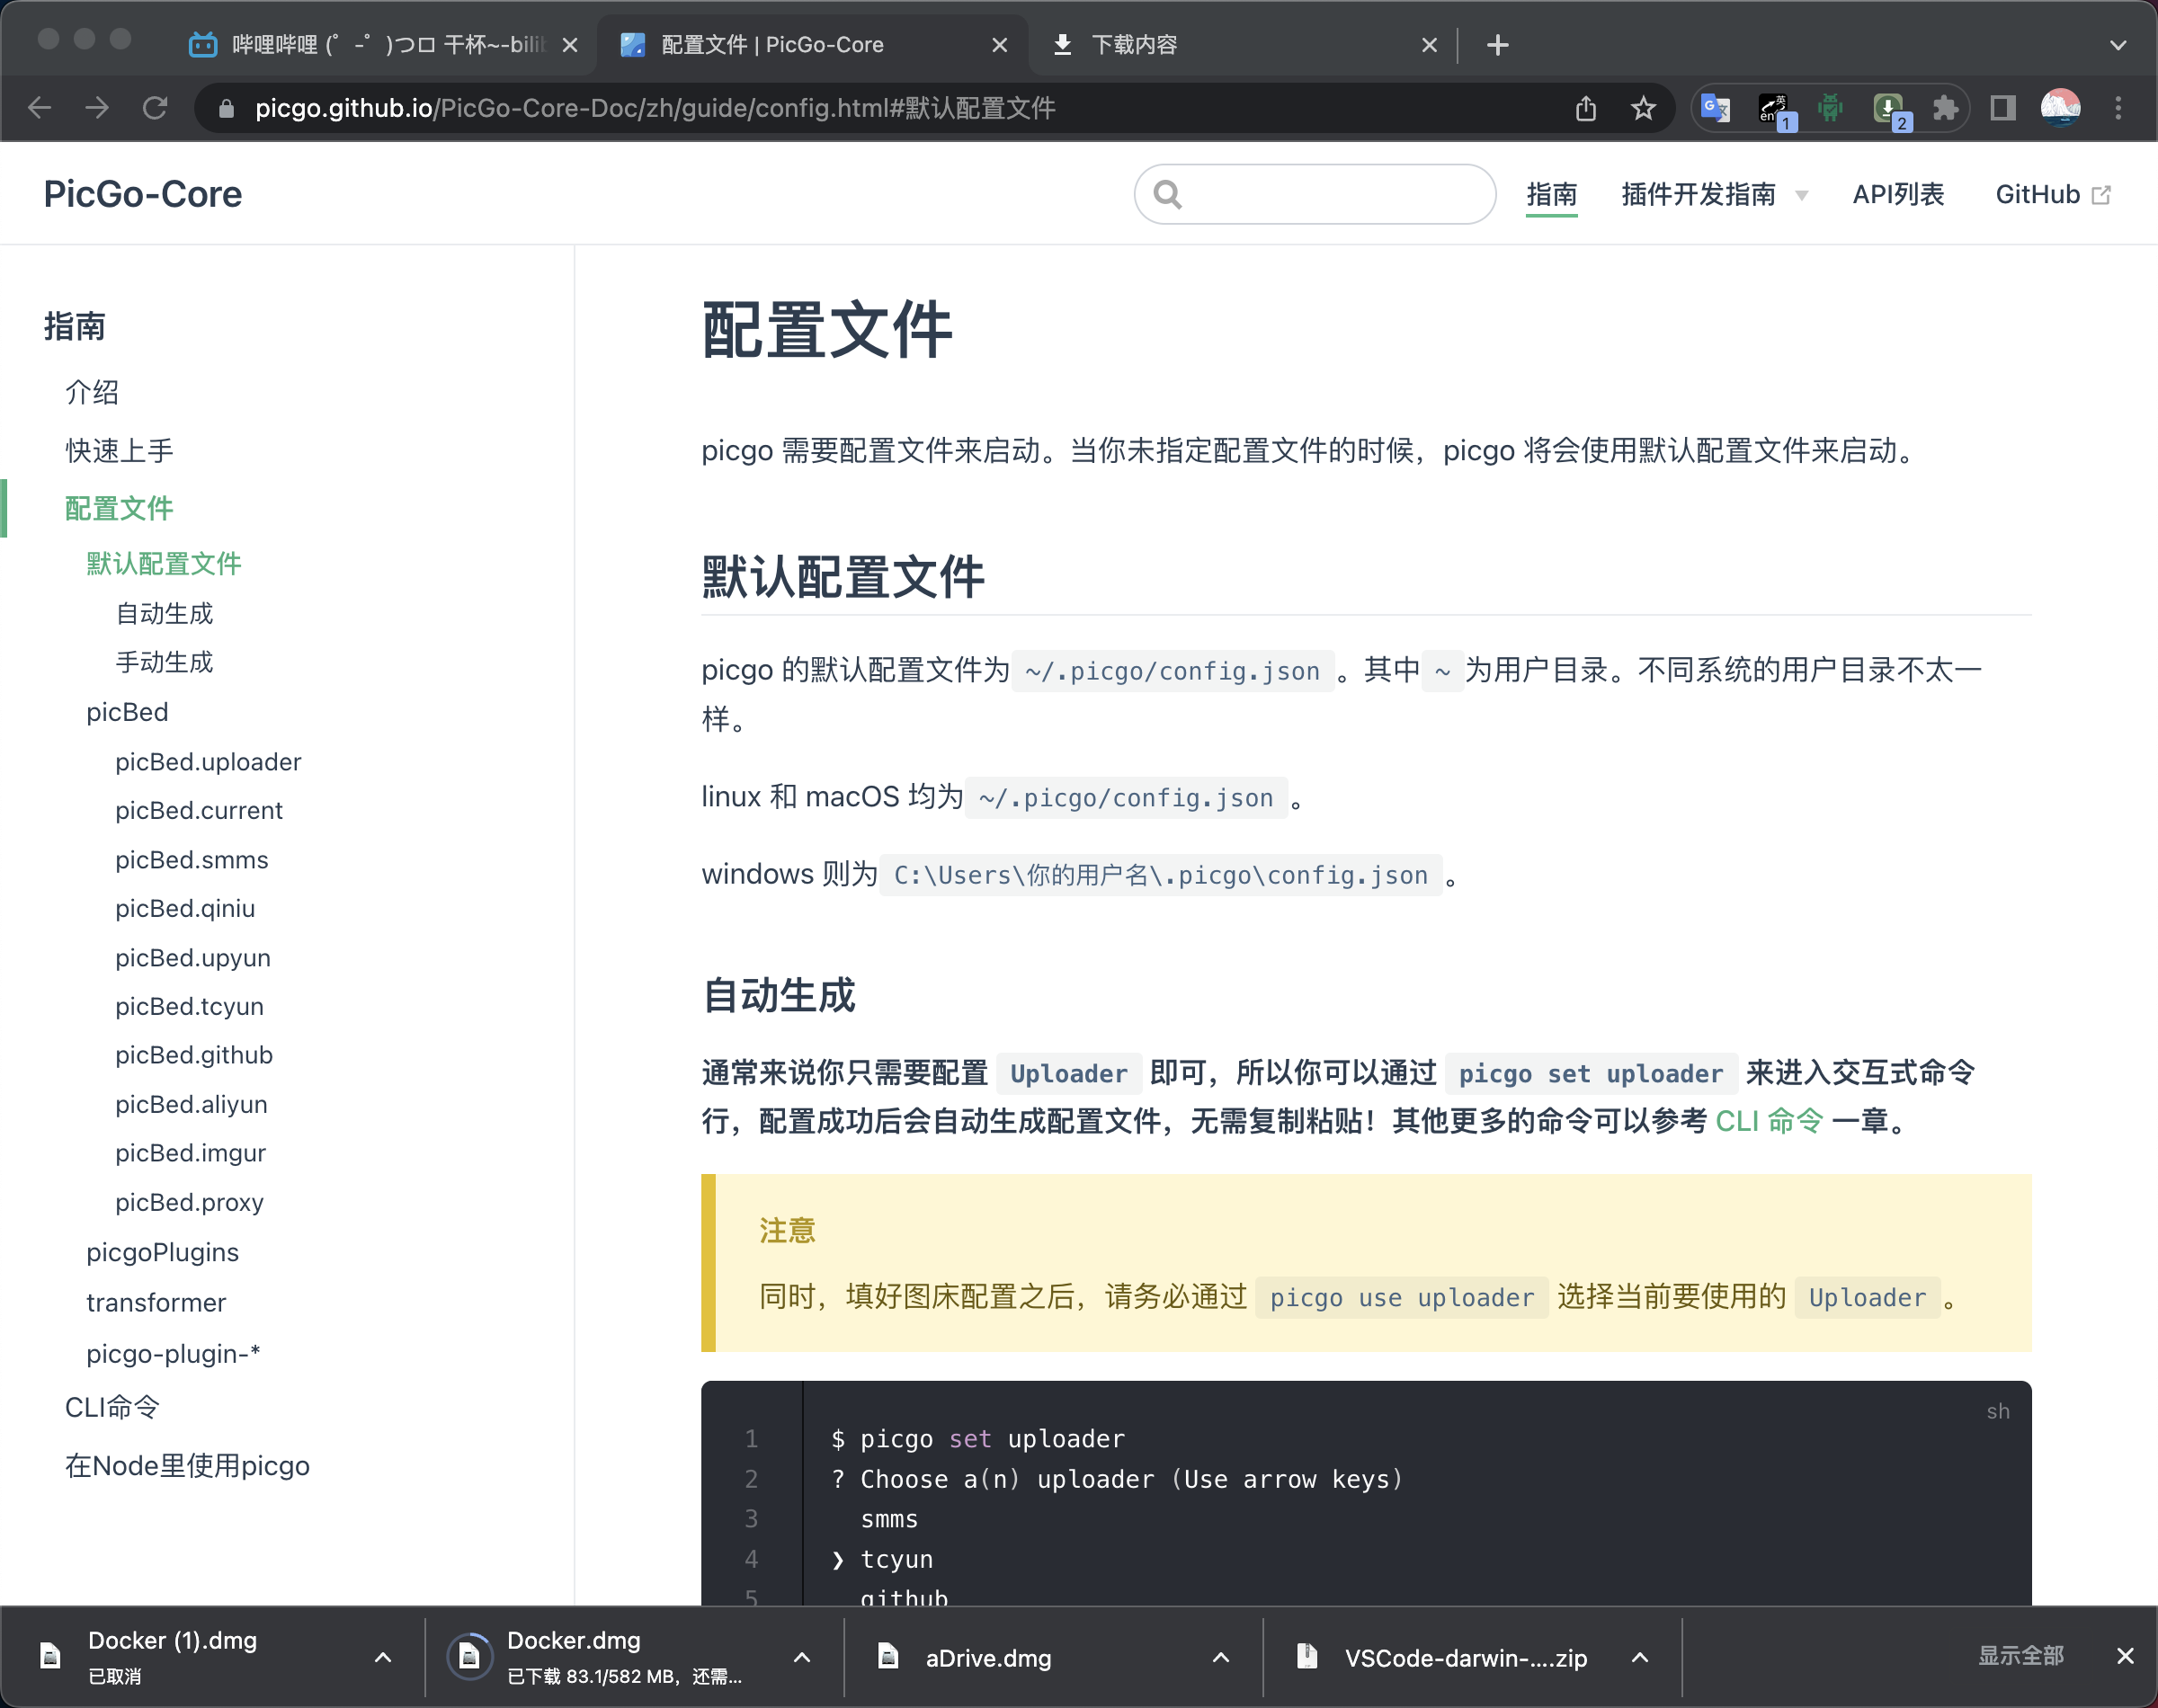 哔哩哔哩 (゜-゜)つロ 干杯~-bili
配置文件 | PicGo-Core
下载内容
picgo.github.io/PicGo-Core-Doc/zh/guide/config.html#默认配置文件
1
2
PicGo-Core
指南
插件开发指南
API列表
GitHub
指南
介绍
快速上手
配置文件
默认配置文件
自动生成
手动生成
picBed
picBed.uploader
picBed.current
picBed.smms
picBed.qiniu
picBed.upyun
picBed.tcyun
picBed.github
picBed.aliyun
picBed.imgur
picBed.proxy
picgoPlugins
transformer
picgo-plugin-*
CLI命令
在Node里使用picgo
配置文件
picgo 需要配置文件来启动。当你未指定配置文件的时候，picgo 将会使用默认配置文件来启动。
默认配置文件
picgo 的默认配置文件为 ~/.picgo/config.json 。其中 ~ 为用户目录。不同系统的用户目录不太一
样。
linux 和 macOS 均为 ~/.picgo/config.json 。
windows 则为 C:\Users\你的用户名\.picgo\config.json 。
自动生成
通常来说你只需要配置 Uploader 即可，所以你可以通过 picgo set uploader 来进入交互式命令
行，配置成功后会自动生成配置文件，无需复制粘贴！其他更多的命令可以参考 CLI 命令 一章。
注意
同时，填好图床配置之后，请务必通过 picgo use uploader 选择当前要使用的 Uploader 。
sh
1 $ picgo set uploader
2 ? Choose a(n) uploader (Use arrow keys)
3 smms
4 ❯ tcyun
5 github
Docker (1).dmg
已取消
Docker.dmg
已下载 83.1/582 MB，还需...
aDrive.dmg
VSCode-darwin-....zip
显示全部